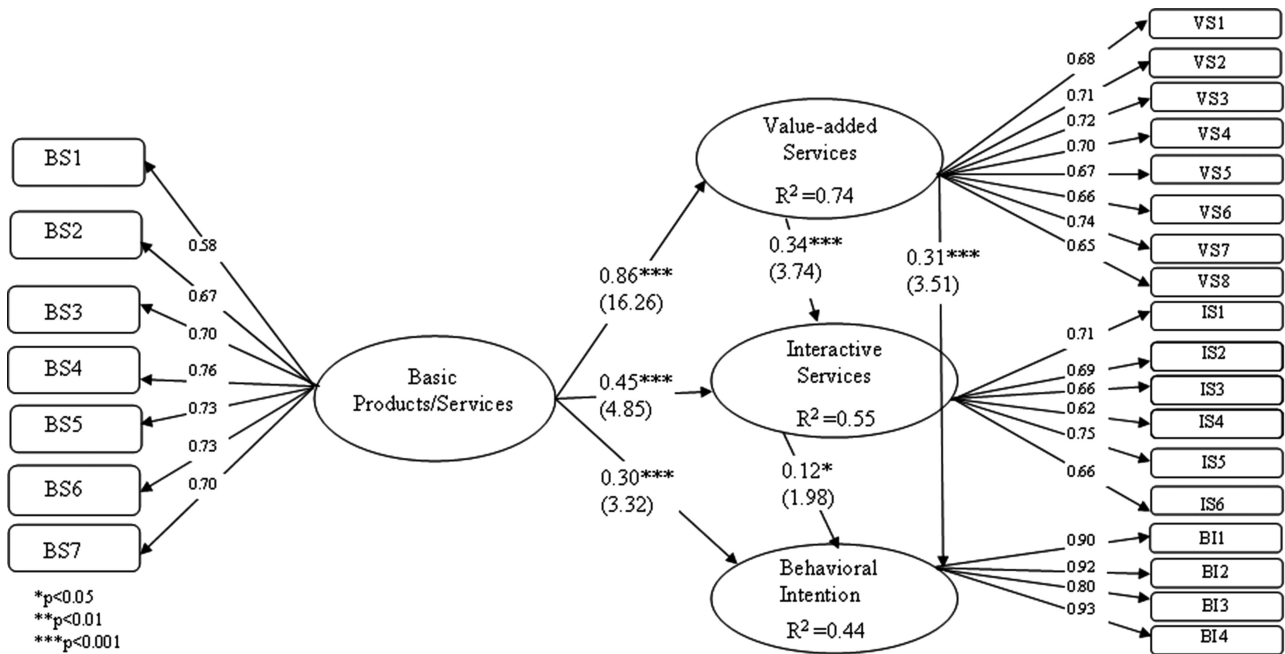 BS1
BS2
BS3
BS4
BS5
BS6
BS7
0.58
0.67
0.70
0.76
0.73
0.73
0.70
*p<0.05
**p<0.01
***p<0.001
Basic
Products/Services
0.86***
(16.26)
0.45***
(4.85)
0.30***
(3.32)
Value-added
Services
R²=0.74
0.34***
(3.74)
0.31***
(3.51)
Interactive
Services
R²=0.55
0.12*
(1.98)
Behavioral
Intention
R²=0.44
0.68
0.71
0.72
0.70
0.67
0.66
0.74
0.65
VS1
VS2
VS3
VS4
VS5
VS6
VS7
VS8
0.71
0.69
0.66
0.62
0.75
0.66
IS1
IS2
IS3
IS4
IS5
IS6
0.90
0.92
0.80
0.93
BI1
BI2
BI3
BI4